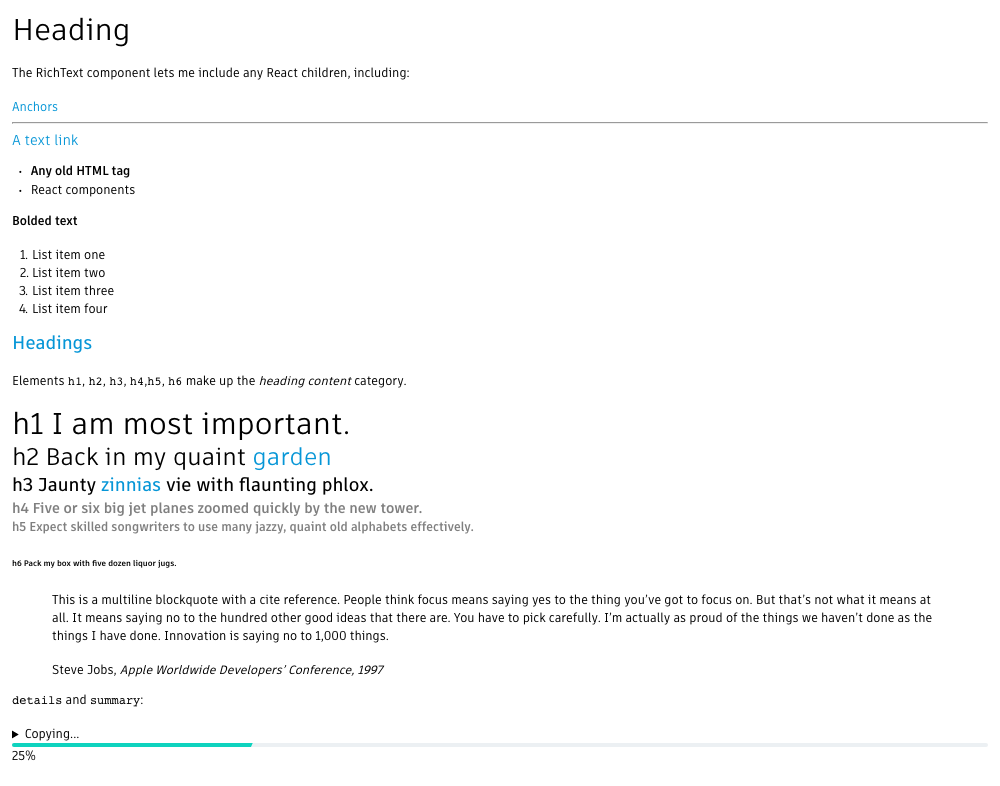 Heading
The RichText component lets me include any React children, including:
Anchors
A text link
• Any old HTML tag
• React components
Bolded text
1. List item one
2. List item two
3. List item three
4. List item four
Headings
Elements h1, h2, h3, h4,h5, h6 make up the heading content category.
h1 I am most important.
h2 Back in my quaint garden
h3 Jaunty zinnias vie with flaunting phlox.
h4 Five or six big jet planes zoomed quickly by the new tower.
h5 Expect skilled songwriters to use many jazzy, quaint old alphabets effectively.
h6 Pack my box with five dozen liquor jugs.
This is a multiline blockquote with a cite reference. People think focus means saying yes to the thing you've got to focus on. But that's not what it means at
all. It means saying no to the hundred other good ideas that there are. You have to pick carefully. I'm actually as proud of the things we haven't done as the
things I have done. Innovation is saying no to 1,000 things.
Steve Jobs, Apple Worldwide Developers' Conference, 1997
details and summary:
▶ Copying...
25%